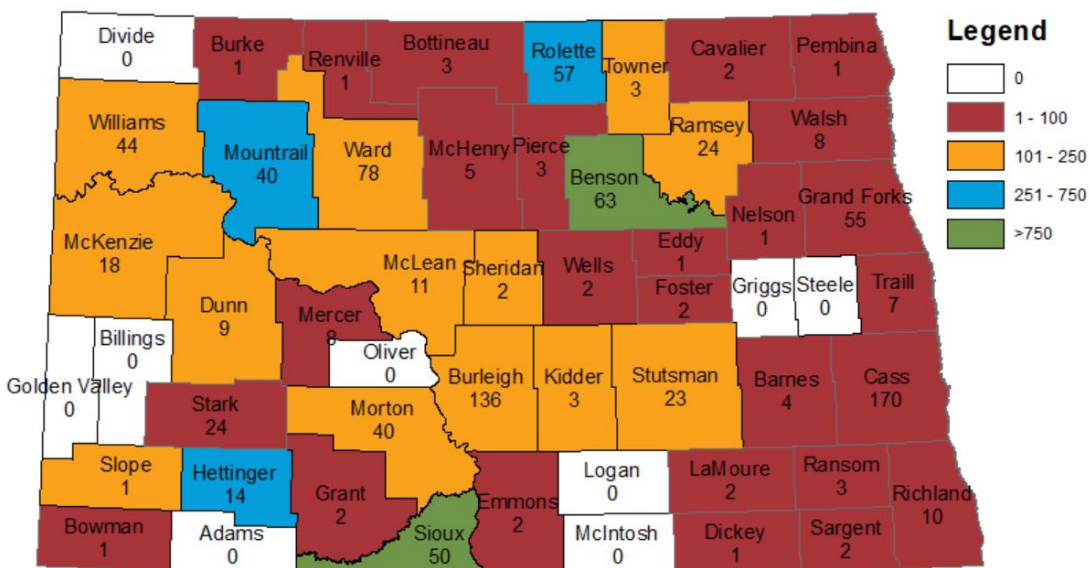 Legend
0
1 - 100
101 - 250
251 - 750
>750
Divide
0
Burke
1
Renville
1
Bottineau
3
Rolette
57
Towner
3
Cavalier
2
Pembina
1
Williams
44
Mountrail
40
Ward
78
McHenry
5
Pierce
3
Benson
63
Ramsey
24
Walsh
8
Nelson
1
Grand Forks
55
McKenzie
18
Dunn
9
McLean
11
Sheridan
2
Wells
2
Eddy
1
Foster
2
Griggs
0
Steele
0
Traill
7
Golden Valley
0
Billings
0
Mercer
8
Oliver
0
Burleigh
136
Kidder
3
Stutsman
23
Barnes
4
Cass
170
Stark
24
Morton
40
Slope
1
Hettinger
14
Grant
2
Emmons
2
Logan
0
LaMoure
2
Ransom
3
Richland
10
Bowman
1
Adams
0
Sioux
50
McIntosh
0
Dickey
1
Sargent
2